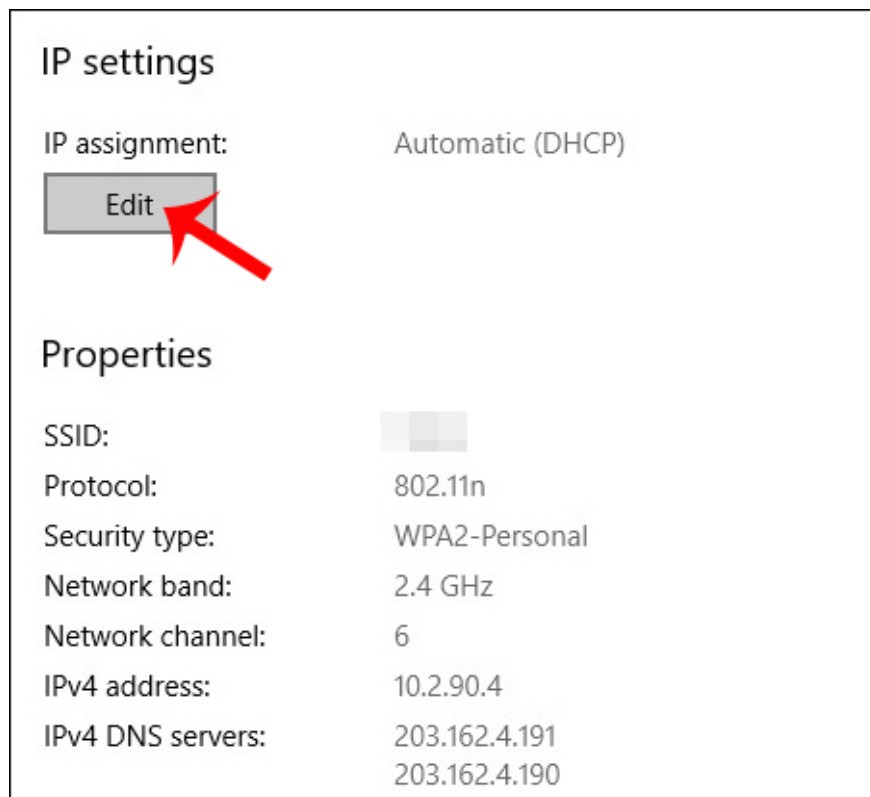 IP settings
IP assignment: Automatic (DHCP)
Edit
Properties
SSID:
Protocol: 802.11n
Security type: WPA2-Personal
Network band: 2.4 GHz
Network channel: 6
IPv4 address: 10.2.90.4
IPv4 DNS servers: 203.162.4.191
203.162.4.190